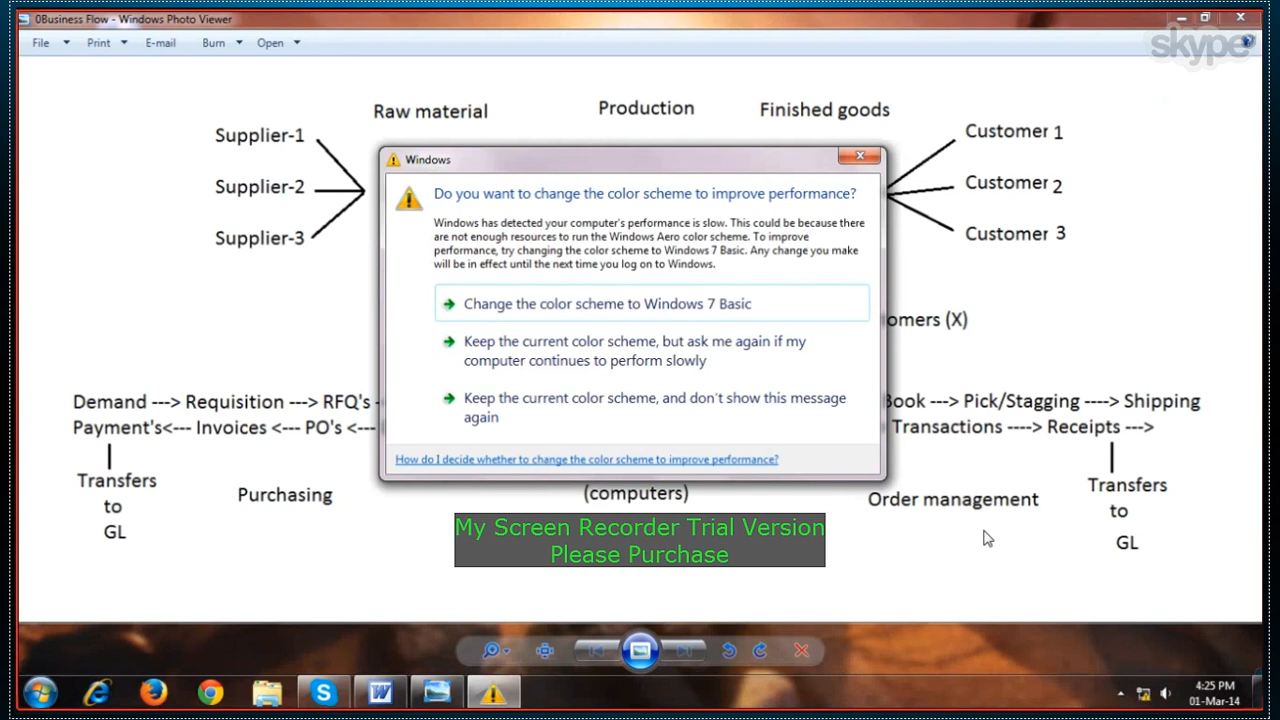 0Business Flow - Windows Photo Viewer
File Print E-mail Burn Open
skype
Raw material Production Finished goods
Supplier-1 Customer 1
Supplier-2 Customer 2
Supplier-3 Customer 3
Windows
Do you want to change the color scheme to improve performance?
Windows has detected your computer's performance is slow. This could be because there
are not enough resources to run the Windows Aero color scheme. To improve
performance, try changing the color scheme to Windows 7 Basic. Any change you make
will be in effect until the next time you log on to Windows.
Change the color scheme to Windows 7 Basic
omers (X)
Keep the current color scheme, but ask me again if my
computer continues to perform slowly
Keep the current color scheme, and don't show this message
again
How do I decide whether to change the color scheme to improve performance?
Demand ---> Requisition ---> RFQ's Book ---> Pick/Staging ----> Shipping
Payment's<--- Invoices <--- PO's <--- Transactions ----> Receipts --->
Transfers
to
GL
Purchasing
(computers)
Order management
Transfers
to
GL
My Screen Recorder Trial Version
Please Purchase
4:25 PM
01-Mar-14